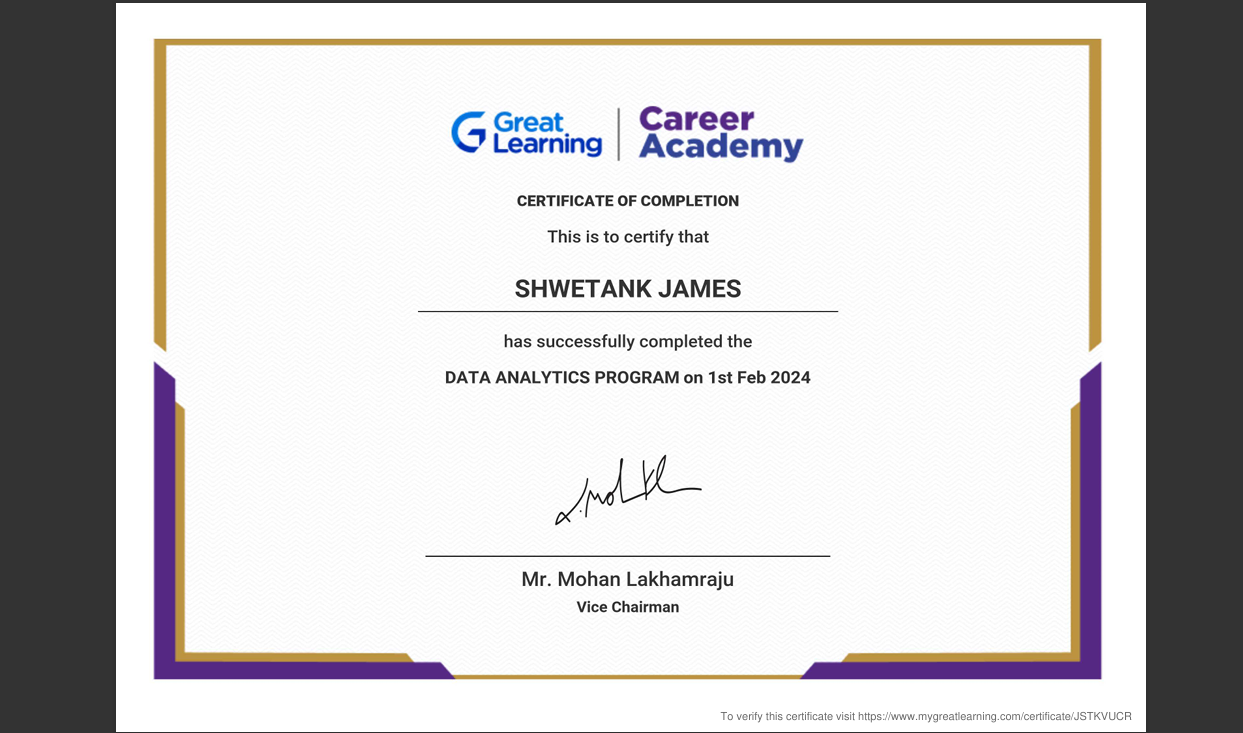 Great Learning
Career Academy
CERTIFICATE OF COMPLETION
This is to certify that
SHWETANK JAMES
has successfully completed the
DATA ANALYTICS PROGRAM on 1st Feb 2024
Mr. Mohan Lakhamraju
Vice Chairman
To verify this certificate visit https://www.mygreatlearning.com/certificate/JSTKVUCR